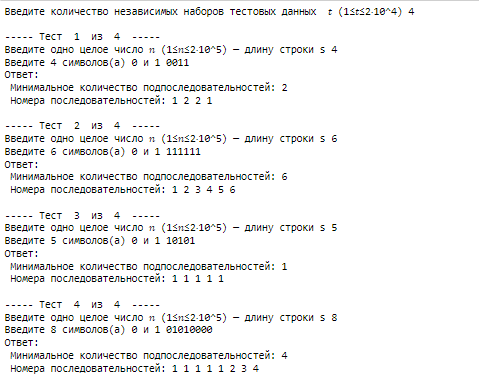 Введите количество независимых наборов тестовых данных t (1≤t≤2·10^4) 4
----- Тест 1 из 4 -----
Введите одно целое число n (1≤n≤2·10^5) — длину строки s 4
Введите 4 символов(а) 0 и 1 0011
Ответ:
Минимальное количество подпоследовательностей: 2
Номера последовательностей: 1 2 2 1
----- Тест 2 из 4 -----
Введите одно целое число n (1≤n≤2·10^5) — длину строки s 6
Введите 6 символов(а) 0 и 1 111111
Ответ:
Минимальное количество подпоследовательностей: 6
Номера последовательностей: 1 2 3 4 5 6
----- Тест 3 из 4 -----
Введите одно целое число n (1≤n≤2·10^5) — длину строки s 5
Введите 5 символов(а) 0 и 1 10101
Ответ:
Минимальное количество подпоследовательностей: 1
Номера последовательностей: 1 1 1 1 1
----- Тест 4 из 4 -----
Введите одно целое число n (1≤n≤2·10^5) — длину строки s 8
Введите 8 символов(а) 0 и 1 01010000
Ответ:
Минимальное количество подпоследовательностей: 4
Номера последовательностей: 1 1 1 1 1 2 3 4